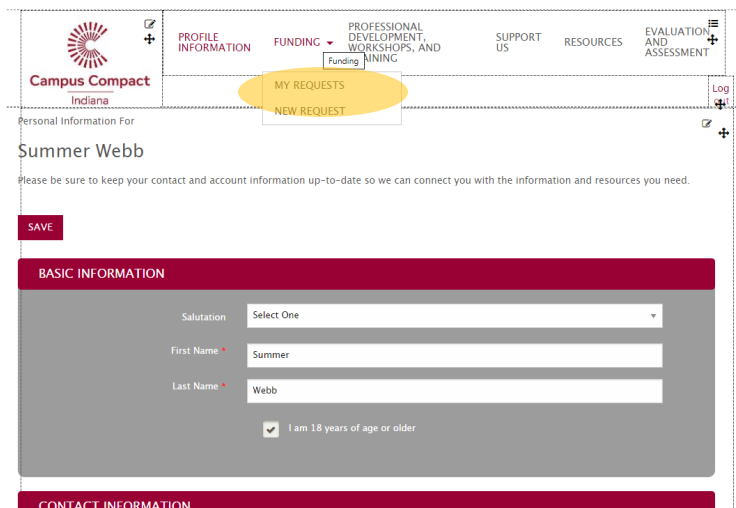 Campus Compact
Indiana
PROFILE
INFORMATION
FUNDING
PROFESSIONAL
DEVELOPMENT,
WORKSHOPS, AND
AINING
SUPPORT
US
RESOURCES
EVALUATION
AND
ASSESSMENT
Funding
MY REQUESTS
NEW REQUEST
Log
out
Personal Information For
Summer Webb
Please be sure to keep your contact and account information up-to-date so we can connect you with the information and resources you need.
SAVE
BASIC INFORMATION
Salutation
Select One
First Name *
Summer
Last Name *
Webb
I am 18 years of age or older
CONTACT INFORMATION